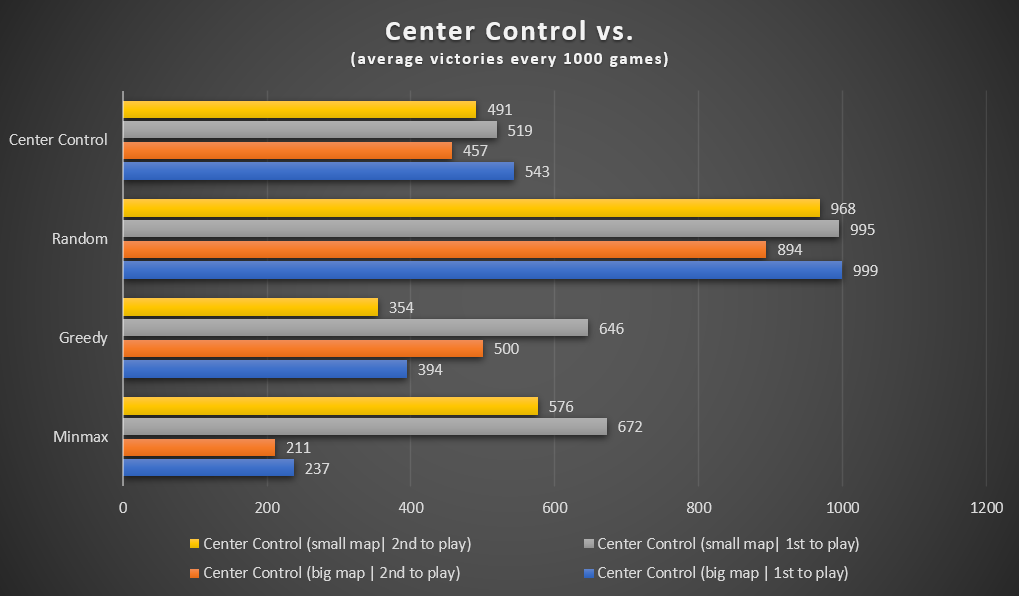 Center Control vs.
(average victories every 1000 games)
Center Control
491
519
457
543
Random
968
995
894
999
Greedy
354
646
500
394
Minmax
576
672
211
237
0 200 400 600 800 1000 1200
Center Control (small map| 2nd to play) Center Control (small map| 1st to play)
Center Control (big map | 2nd to play) Center Control (big map | 1st to play)